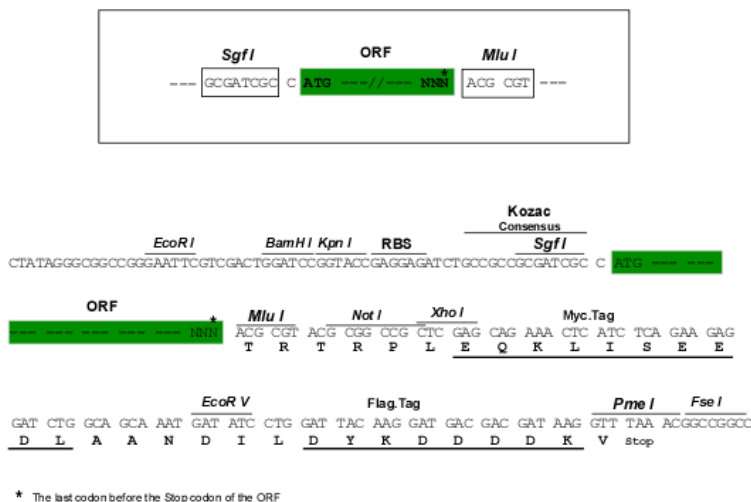 Sgf I ORF Mlu I
*
--- GCGATCGC C ATG ---//--- NNN ACG CGT ---
Kozac
Consensus
EcoR I BamH I Kpn I RBS Sgf I
CTATAGGGCGGCCGGGAATTCGTCGACTGGATCCGGTACCGAGGAGATCTGCCGCCGCGATCGC C ATG --- ---
ORF
* Mlu I Not I Xho I Myc.Tag
--- --- --- --- --- NNN ACG CGT ACG CGG CCG CTC GAG CAG AAA CTC ATC TCA GAA GAG
T R T R P L E Q K L I S E E
EcoR V Flag.Tag Pme I Fse I
GAT CTG GCA GCA AAT GAT ATC CTG GAT TAC AAG GAT GAC GAC GAT AAG GTT TAA ACGGCCGGCC
D L A A N D I L D Y K D D D D K V Stop
* The last codon before the Stop codon of the ORF